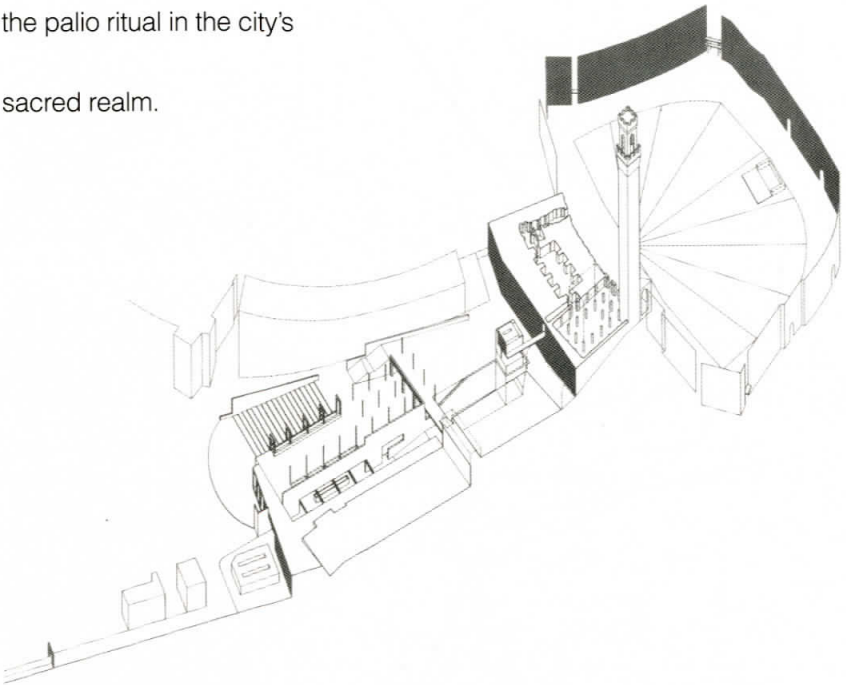 the palio ritual in the city's
sacred realm.